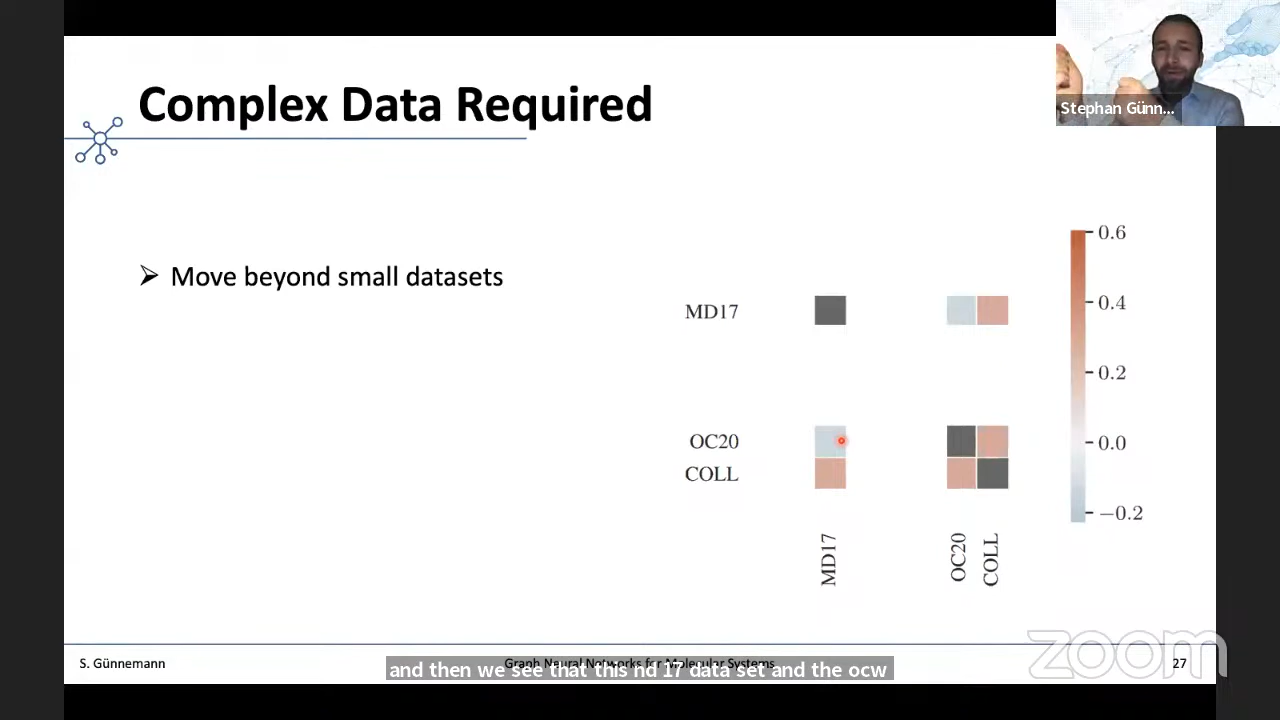 Complex Data Required
Stephan Günn...
Move beyond small datasets
0.6
MD17
0.4
0.2
OC20
0.0
COLL
−0.2
MD17
OC20
COLL
S. Günnemann
Graph Neural Networks for Molecular Systems
27
and then we see that this nd 17 data set and the ocw
zoom